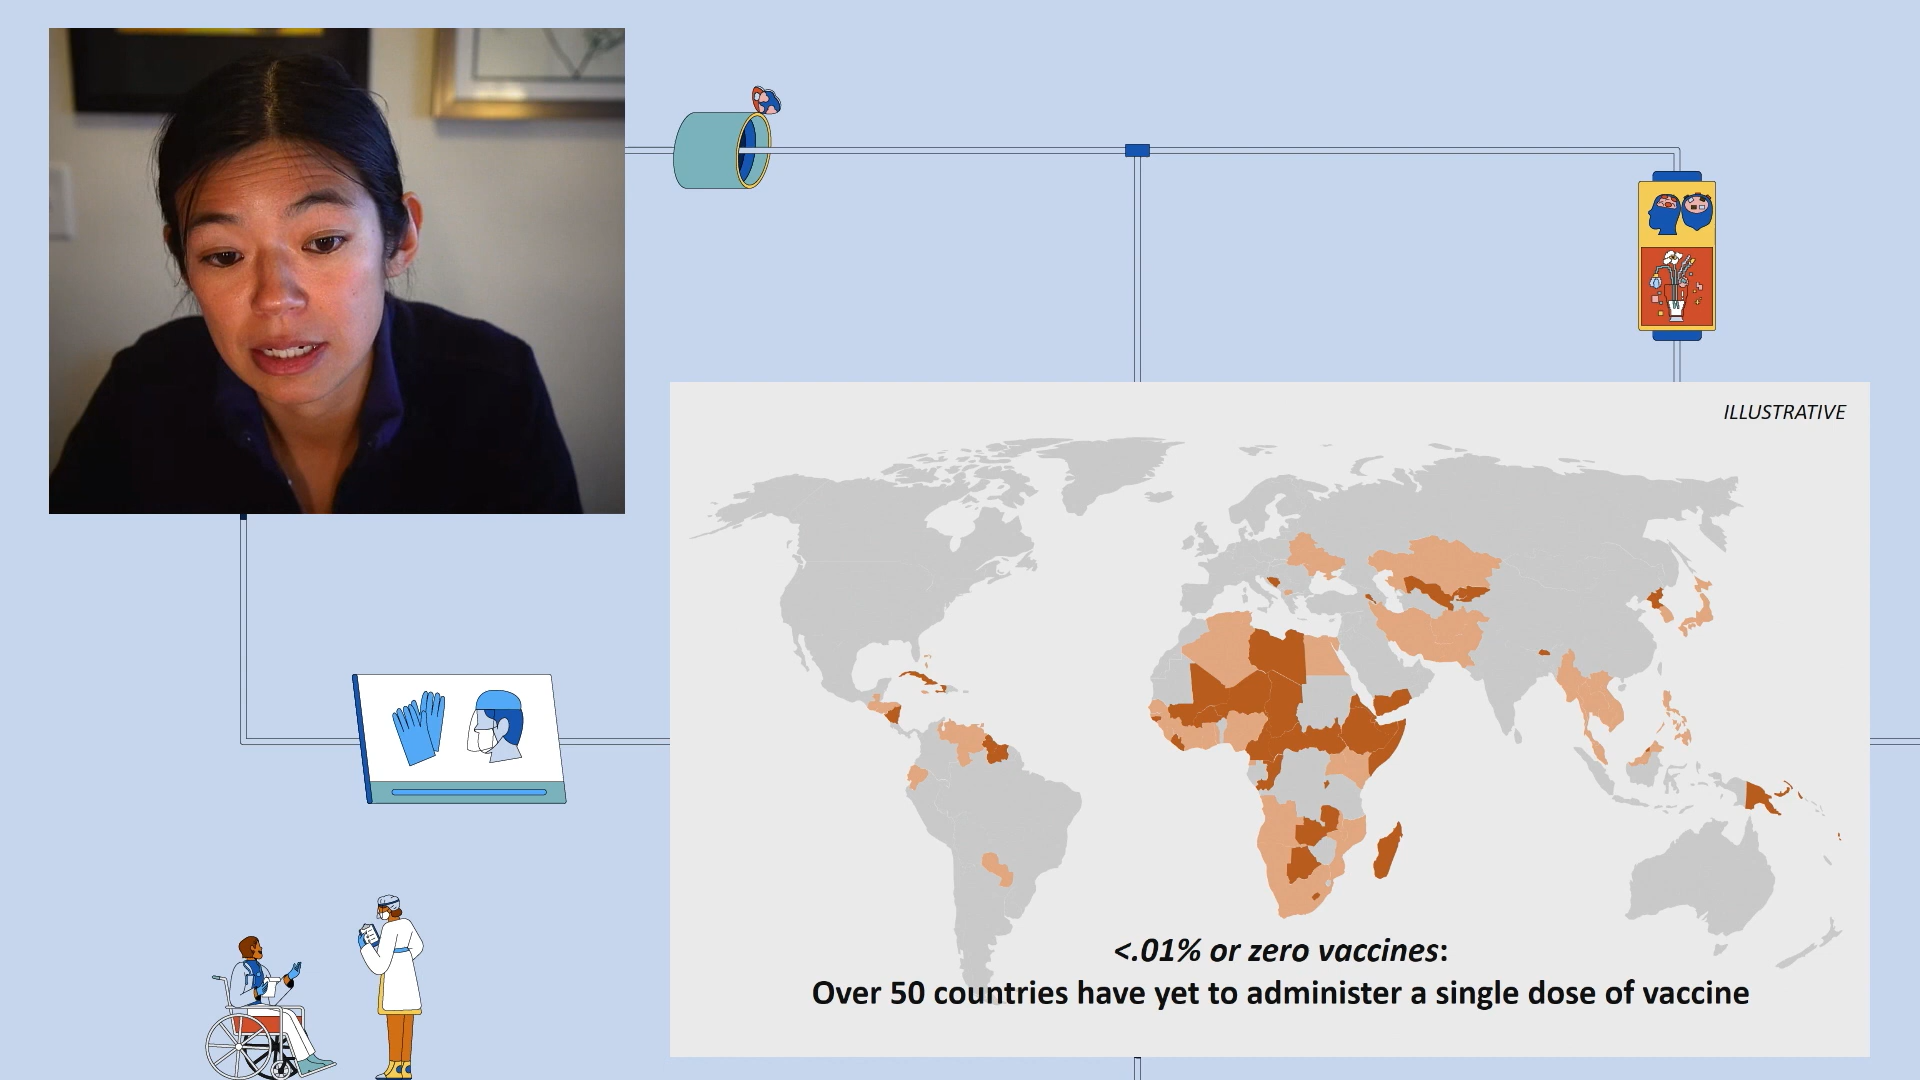 ILLUSTRATIVE
<.01% or zero vaccines:
Over 50 countries have yet to administer a single dose of vaccine